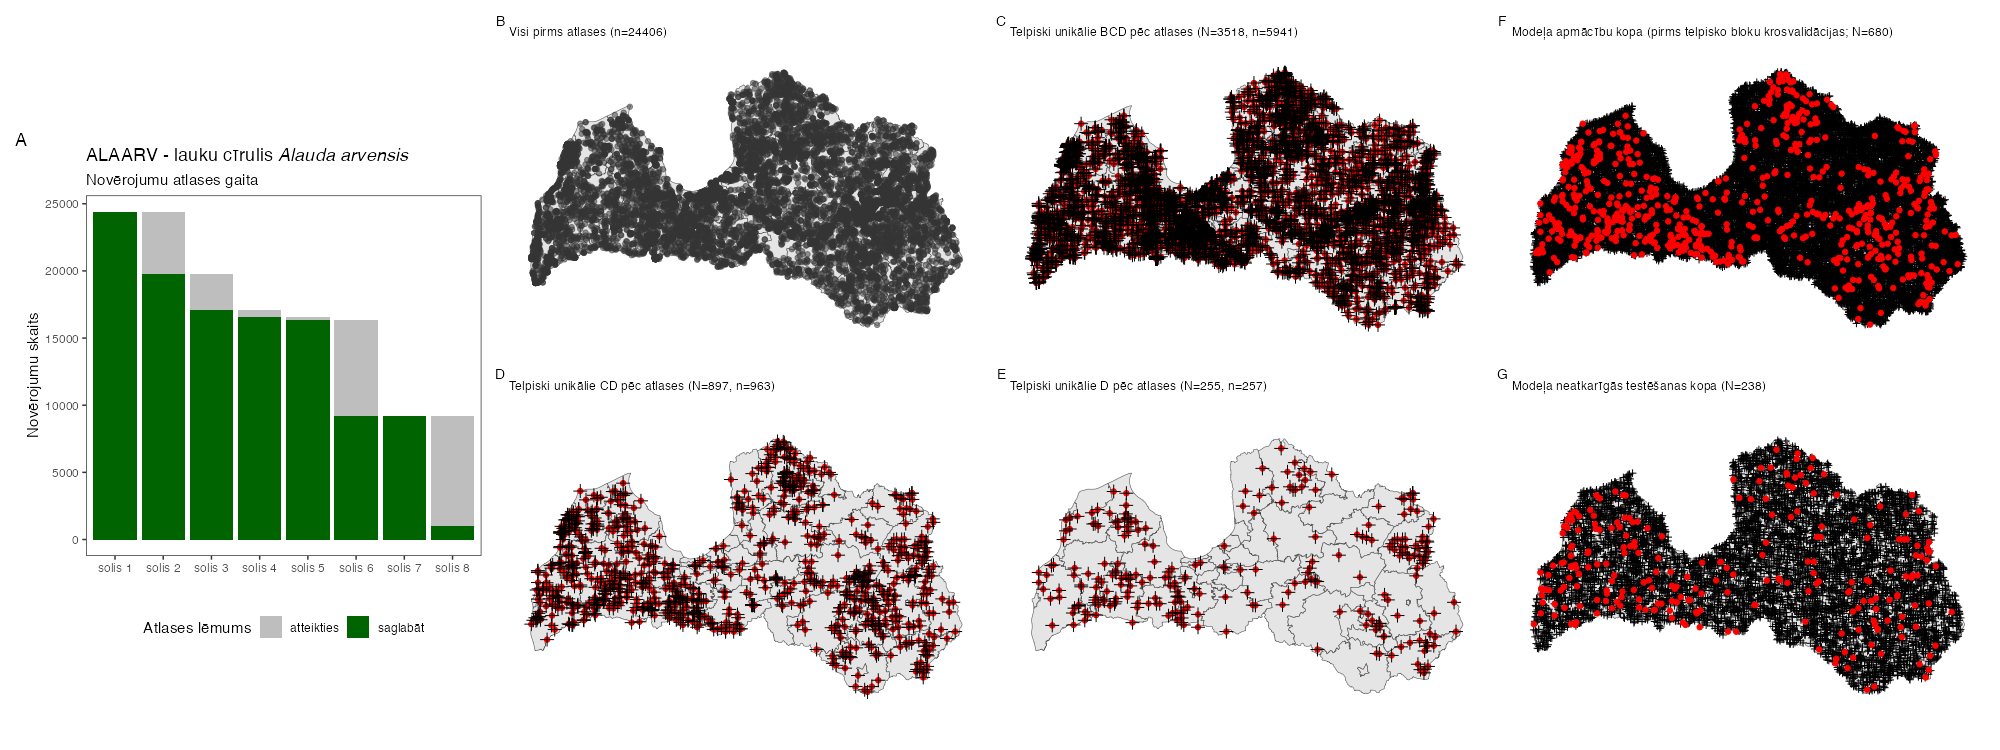 A
ALAARV - lauku cīrulis Alauda arvensis
Novērojumu atlases gaita
Novērojumu skaits
25000
20000
15000
10000
5000
0
solis 1 solis 2 solis 3 solis 4 solis 5 solis 6 solis 7 solis 8
Atlases lēmums atteikties saglabāt
B
Visi pirms atlases (n=24406)
C
Telpiski unikālie BCD pēc atlases (N=3518, n=5941)
F
Modeļa apmācību kopa (pirms telpisko bloku krosvalidācijas; N=680)
D
Telpiski unikālie CD pēc atlases (N=897, n=963)
E
Telpiski unikālie D pēc atlases (N=255, n=257)
G
Modeļa neatkarīgās testēšanas kopa (N=238)